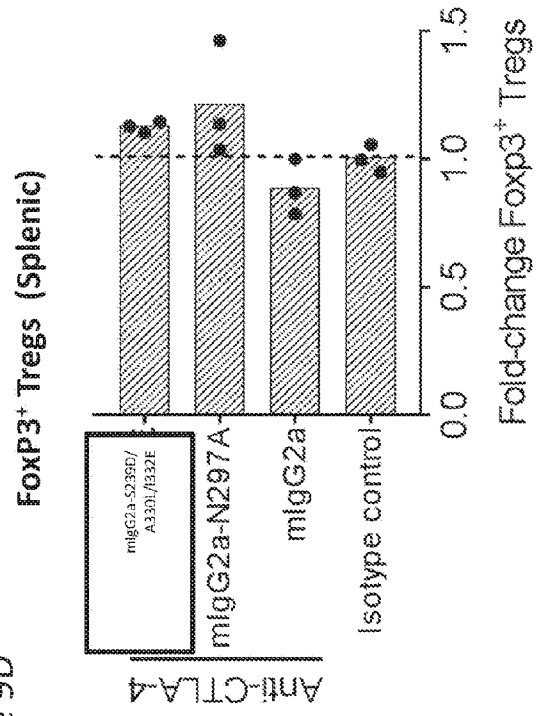 9D
FoxP3⁺ Tregs (Splenic)
mIgG2a-S239D/
A330L/I332E
mIgG2a-N297A
mIgG2a
Isotype control
Anti-CTLA-4
0.0
0.5
1.0
1.5
Fold-change Foxp3⁺ Tregs